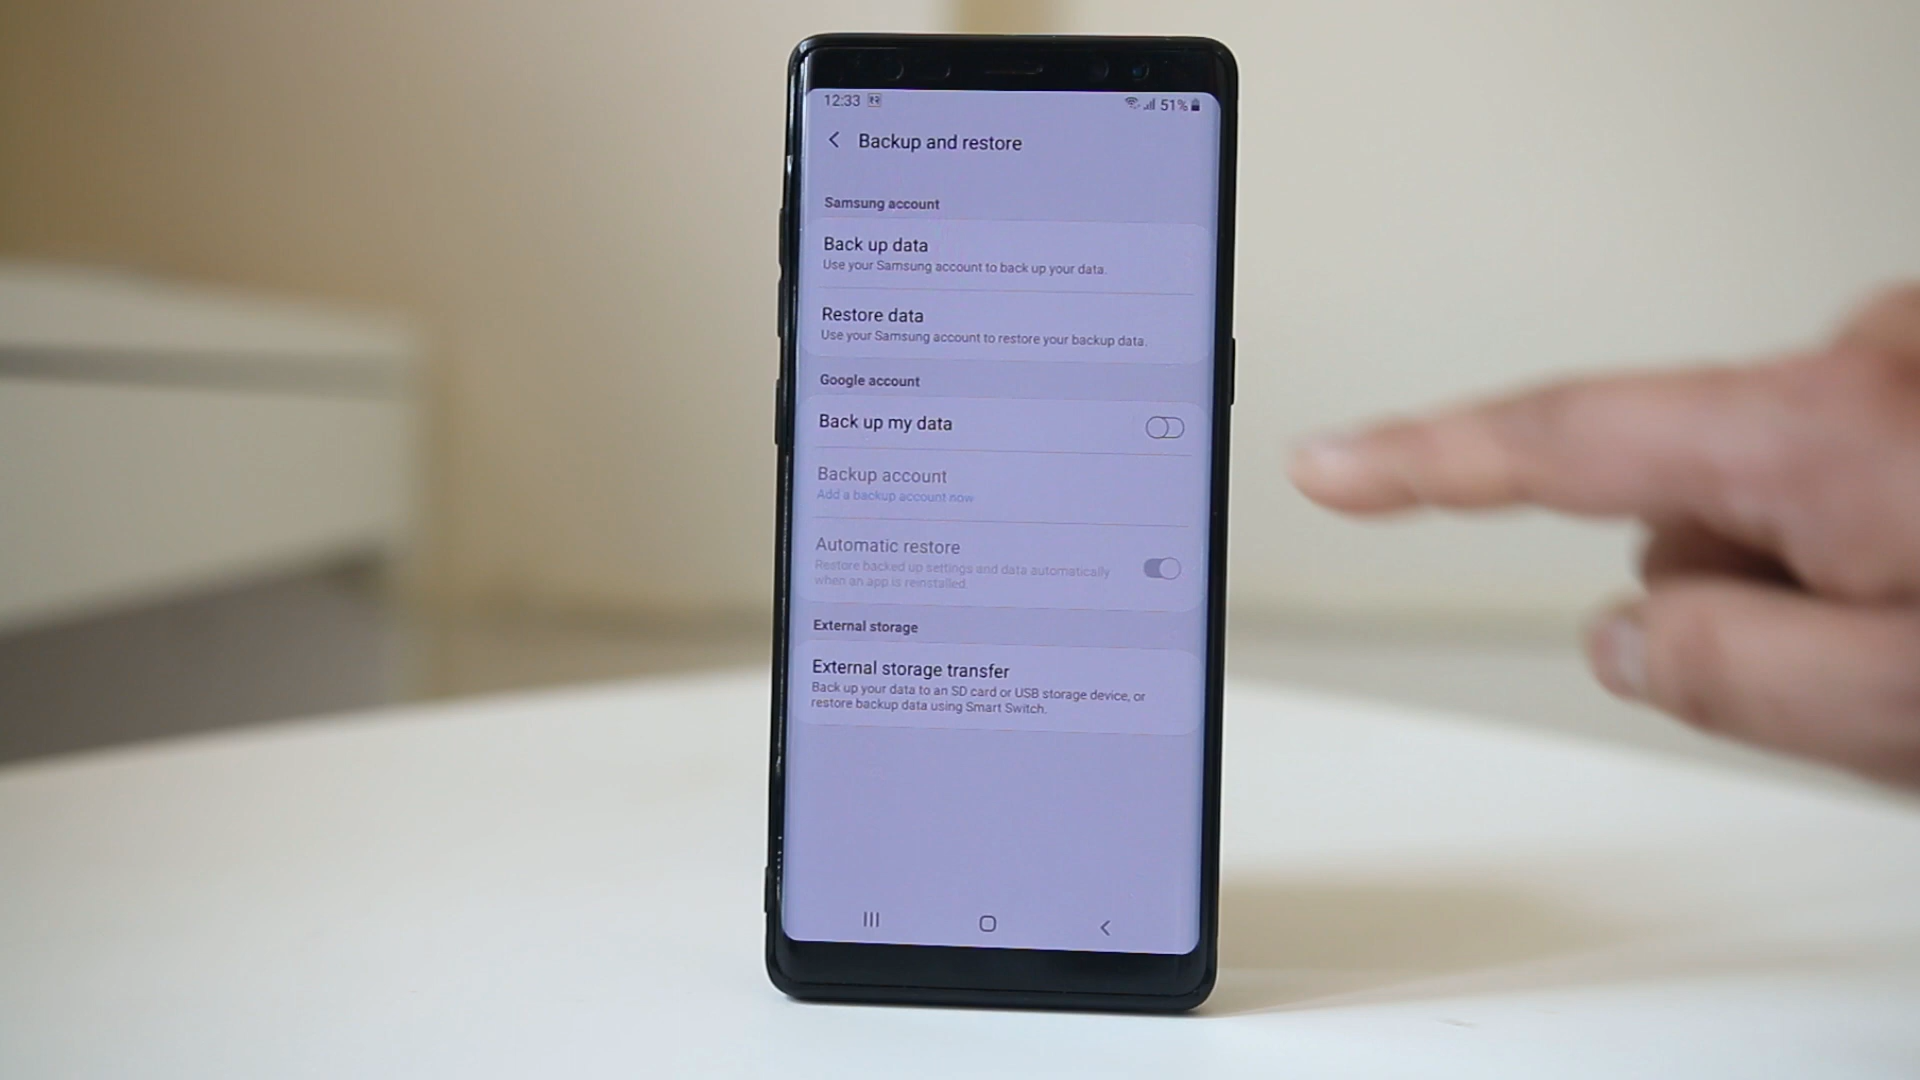 12:33
51%
Backup and restore
Samsung account
Back up data
Use your Samsung account to back up your data.
Restore data
Use your Samsung account to restore your backup data.
Google account
Back up my data
Backup account
Add a backup account now
Automatic restore
Restore backed up settings and data automatically
when an app is reinstalled.
External storage
External storage transfer
Back up your data to an SD card or USB storage device, or
restore backup data using Smart Switch.